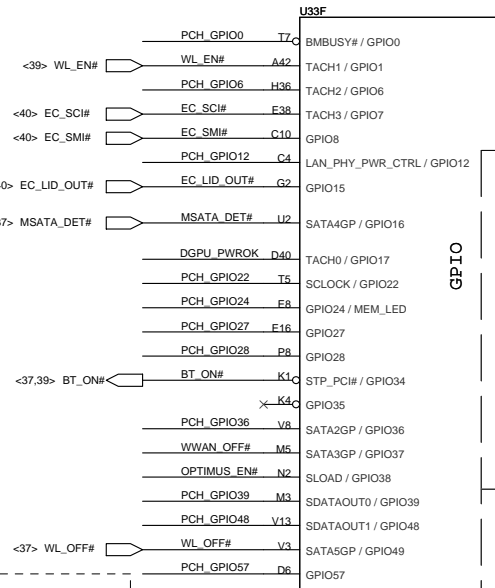 U33F
PCH_GPIO0 T7 BMBUSY# / GPIO0
<39> WL_EN# WL_EN# A42 TACH1 / GPIO1
PCH_GPIO6 H36 TACH2 / GPIO6
<40> EC_SCI# EC_SCI# E38 TACH3 / GPIO7
<40> EC_SMI# EC_SMI# C10 GPIO8
PCH_GPIO12 C4 LAN_PHY_PWR_CTRL / GPIO12
0> EC_LID_OUT# EC_LID_OUT# G2 GPIO15
7> MSATA_DET# MSATA_DET# U2 SATA4GP / GPIO16
DGPU_PWROK D40 TACH0 / GPIO17
GPIO
PCH_GPIO22 T5 SCLOCK / GPIO22
PCH_GPIO24 E8 GPIO24 / MEM_LED
PCH_GPIO27 E16 GPIO27
PCH_GPIO28 P8 GPIO28
<37,39> BT_ON# BT_ON# K1 STP_PCI# / GPIO34
K4 GPIO35
PCH_GPIO36 V8 SATA2GP / GPIO36
WWAN_OFF# M5 SATA3GP / GPIO37
OPTIMUS_EN# N2 SLOAD / GPIO38
PCH_GPIO39 M3 SDATAOUT0 / GPIO39
PCH_GPIO48 V13 SDATAOUT1 / GPIO48
<37> WL_OFF# WL_OFF# V3 SATA5GP / GPIO49
PCH_GPIO57 D6 GPIO57